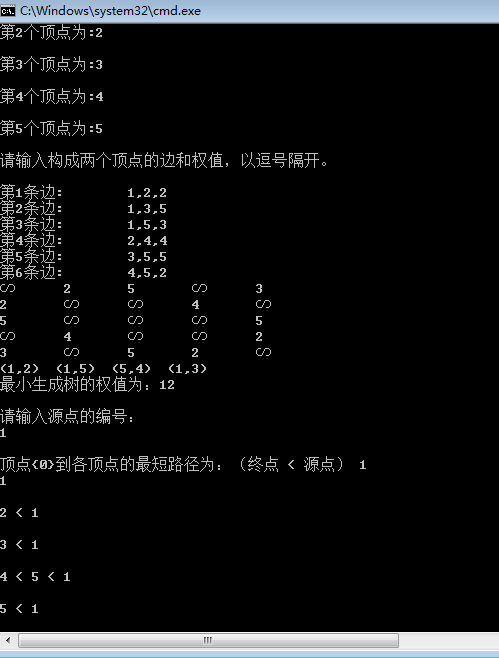 C:\Windows\system32\cmd.exe
第2个顶点为:2
第3个顶点为:3
第4个顶点为:4
第5个顶点为:5
请输入构成两个顶点的边和权值，以逗号隔开。
第1条边： 1,2,2
第2条边： 1,3,5
第3条边： 1,5,3
第4条边： 2,4,4
第5条边： 3,5,5
第6条边： 4,5,2
∽ 2 5 ∽ 3
2 ∽ ∽ 4 ∽
5 ∽ ∽ ∽ 5
∽ 4 ∽ ∽ 2
3 ∽ 5 2 ∽
(1,2) (1,5) (5,4) (1,3)
最小生成树的权值为：12
请输入源点的编号：
1
顶点{0}到各顶点的最短路径为：（终点 < 源点） 1
1
2 < 1
3 < 1
4 < 5 < 1
5 < 1